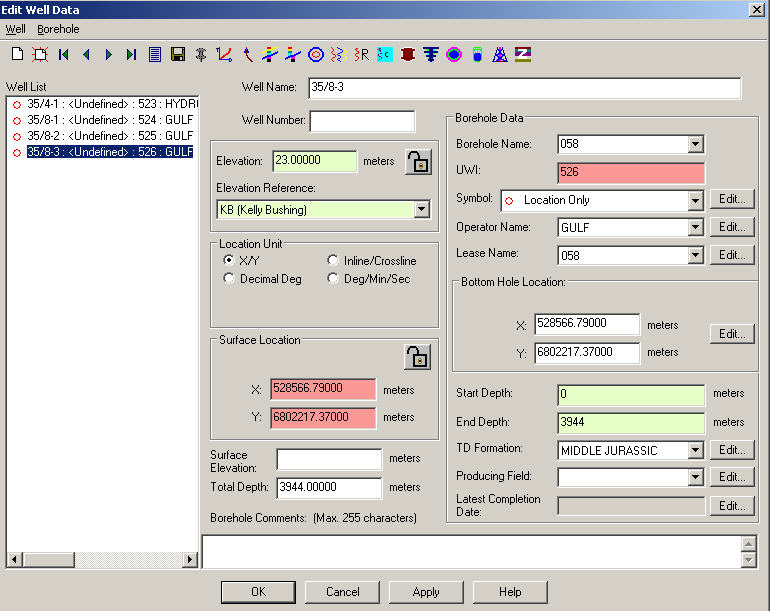 Edit Well Data
Well Borehole
Well List
35/4-1 : <Undefined> : 523 : HYDR
35/8-1 : <Undefined> : 524 : GULF
35/8-2 : <Undefined> : 525 : GULF
35/8-3 : <Undefined> : 526 : GULF
Well Name: 35/8-3
Well Number:
Elevation: 23.00000 meters
Elevation Reference:
KB (Kelly Bushing)
Location Unit
X/Y Inline/Crossline
Decimal Deg Deg/Min/Sec
Surface Location
X: 528566.79000 meters
Y: 6802217.37000 meters
Surface
Elevation: meters
Total Depth: 3944.00000 meters
Borehole Data
Borehole Name: 058
UWI: 526
Symbol: Location Only Edit...
Operator Name: GULF Edit...
Lease Name: 058 Edit...
Bottom Hole Location:
X: 528566.79000 meters
Y: 6802217.37000 meters
Edit...
Start Depth: 0 meters
End Depth: 3944 meters
TD Formation: MIDDLE JURASSIC Edit...
Producing Field: Edit...
Latest Completion
Date: Edit...
Borehole Comments: (Max. 255 characters)
OK Cancel Apply Help